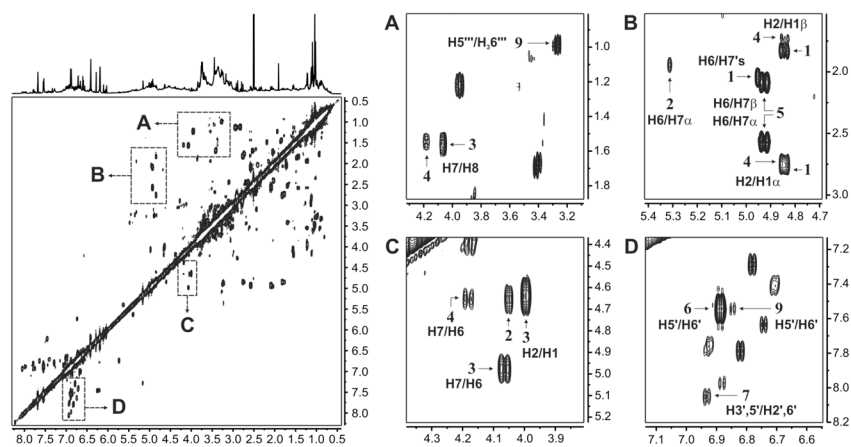 A
B
C
D
0.5
1.0
1.5
2.0
2.5
3.0
3.5
4.0
4.5
5.0
5.5
6.0
6.5
7.0
7.5
8.0
8.0 7.5 7.0 6.5 6.0 5.5 5.0 4.5 4.0 3.5 3.0 2.5 2.0 1.5 1.0 0.5
A
H5'''/H₃6''' 9
3
H7/H8
4
1.0
1.2
1.4
1.6
1.8
4.2 4.0 3.8 3.6 3.4 3.2
B
H2/H1β
4
1
H6/H7's
1
2
H6/H7α
H6/H7β
H6/H7α
5
4
1
H2/H1α
2.0
2.5
3.0
5.4 5.3 5.2 5.1 5.0 4.9 4.8 4.7
C
4
H7/H6
2
3
H2/H1
3
H7/H6
4.4
4.5
4.6
4.7
4.8
4.9
5.0
5.1
5.2
4.3 4.2 4.1 4.0 3.9
D
6
H5'/H6'
9
H5'/H6'
7
H3',5'/H2',6'
7.2
7.4
7.6
7.8
8.0
8.2
7.1 7.0 6.9 6.8 6.7 6.6